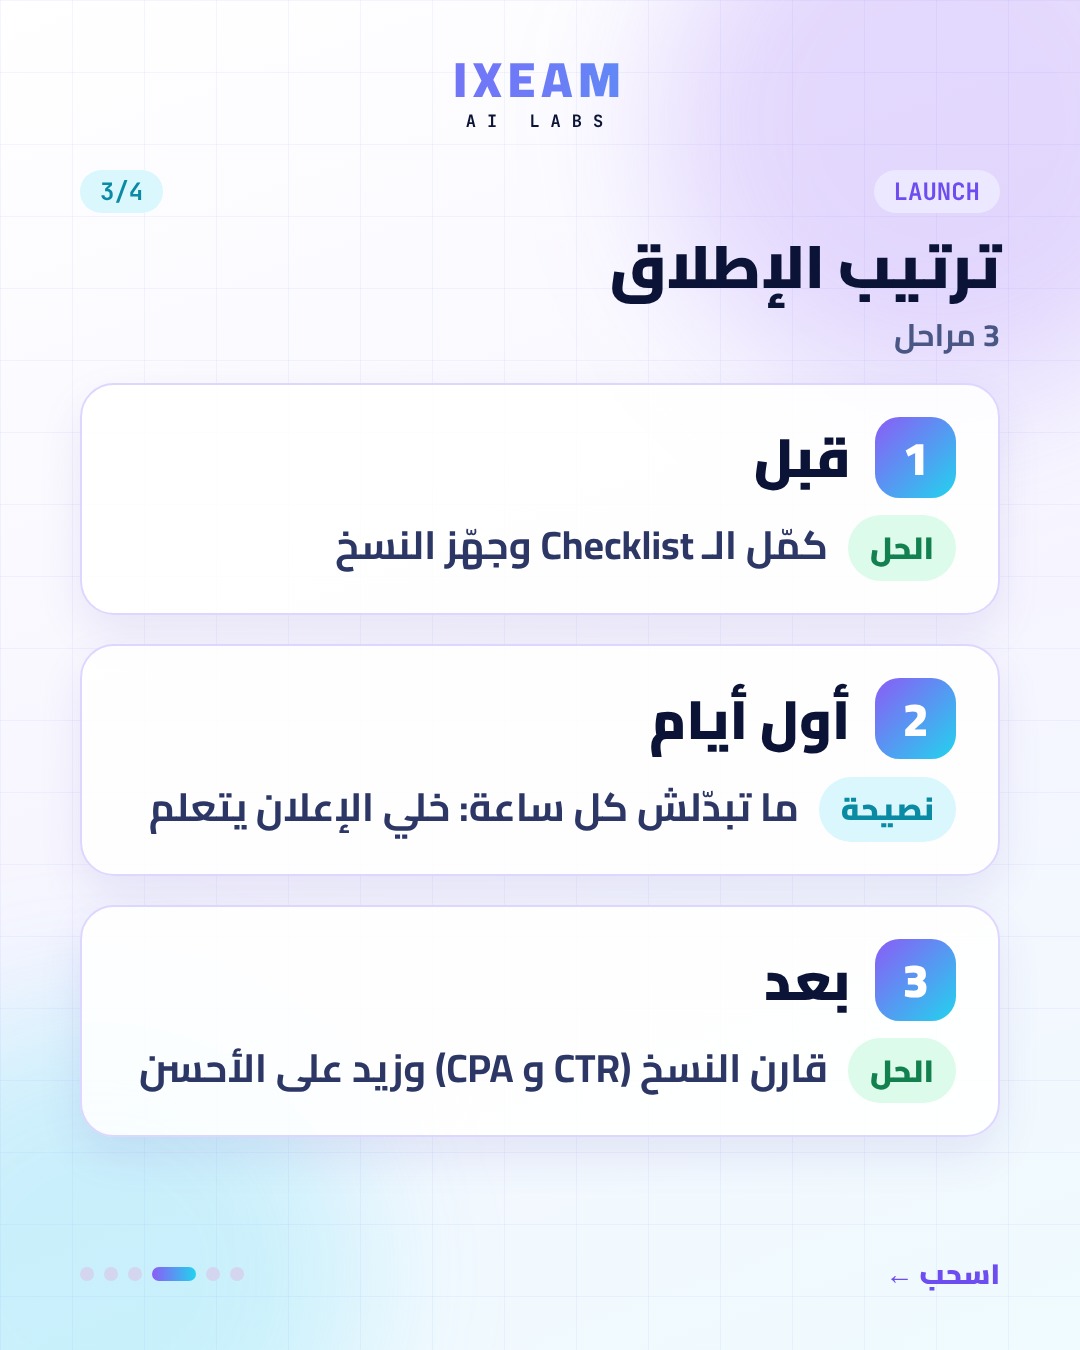 IXEAM
AI LABS
LAUNCH
3/4
ترتيب الإطلاق
3 مراحل
1 قبل
الحل كمّل الـ Checklist وجهّز النسخ
2 أول أيام
نصيحة ما تبدّلش كل ساعة: خلي الإعلان يتعلم
3 بعد
الحل قارن النسخ (CTR و CPA) وزيد على الأحسن
اسحب ←